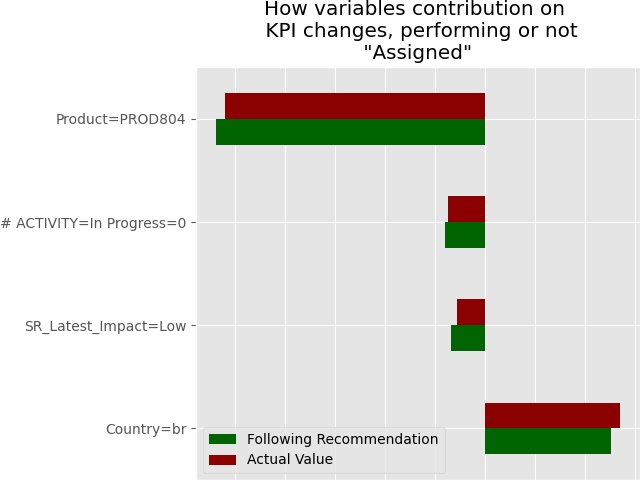 How variables contribution on
KPI changes, performing or not
"Assigned"
Product=PROD804
# ACTIVITY=In Progress=0
SR_Latest_Impact=Low
Country=br
Following Recommendation
Actual Value